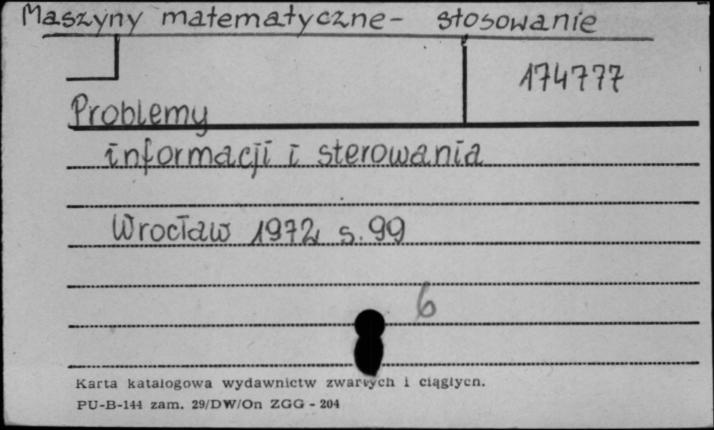 Maszyny matematyczne - stosowanie
174777
Problemy
informacji i sterowania
Wrocław 1972 s. 99
6
Karta katalogowa wydawnictw zwartych i ciągłych.
PU-B-144 zam. 29/DW/On ZGG - 204